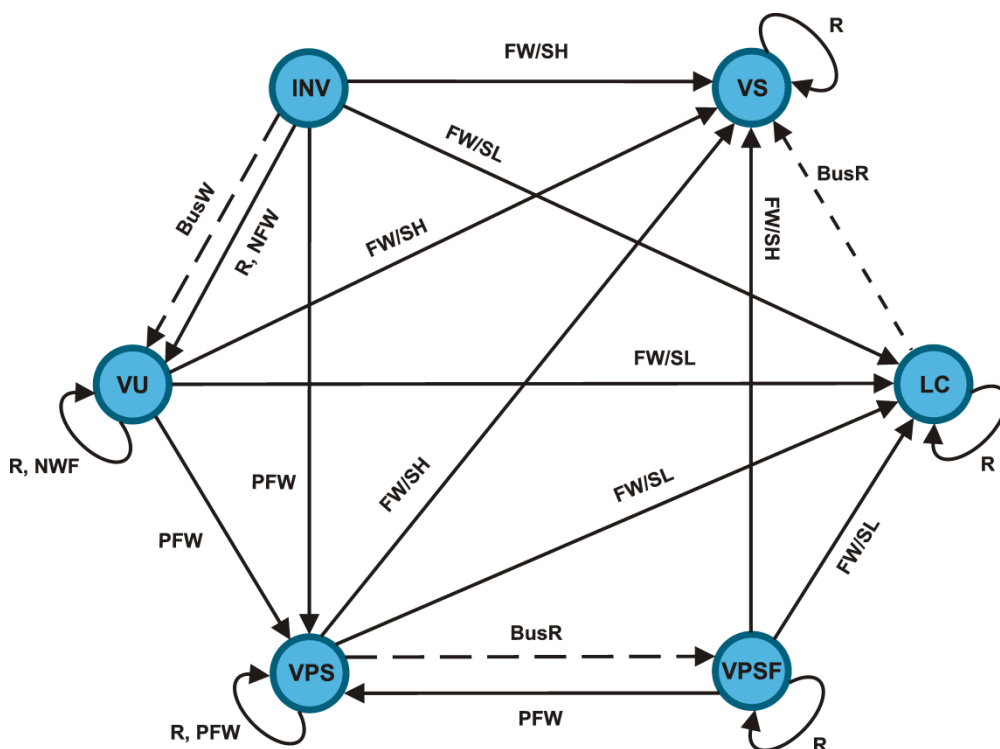 R
FW/SH
INV
VS
FW/SL
BusR
BusW
R, NFW
FW/SH
FW/SH
VU
FW/SL
LC
R, NWF
FW/SH
FW/SL
R
PFW
PFW
FW/SL
BusR
VPS
VPSF
PFW
R, PFW
R